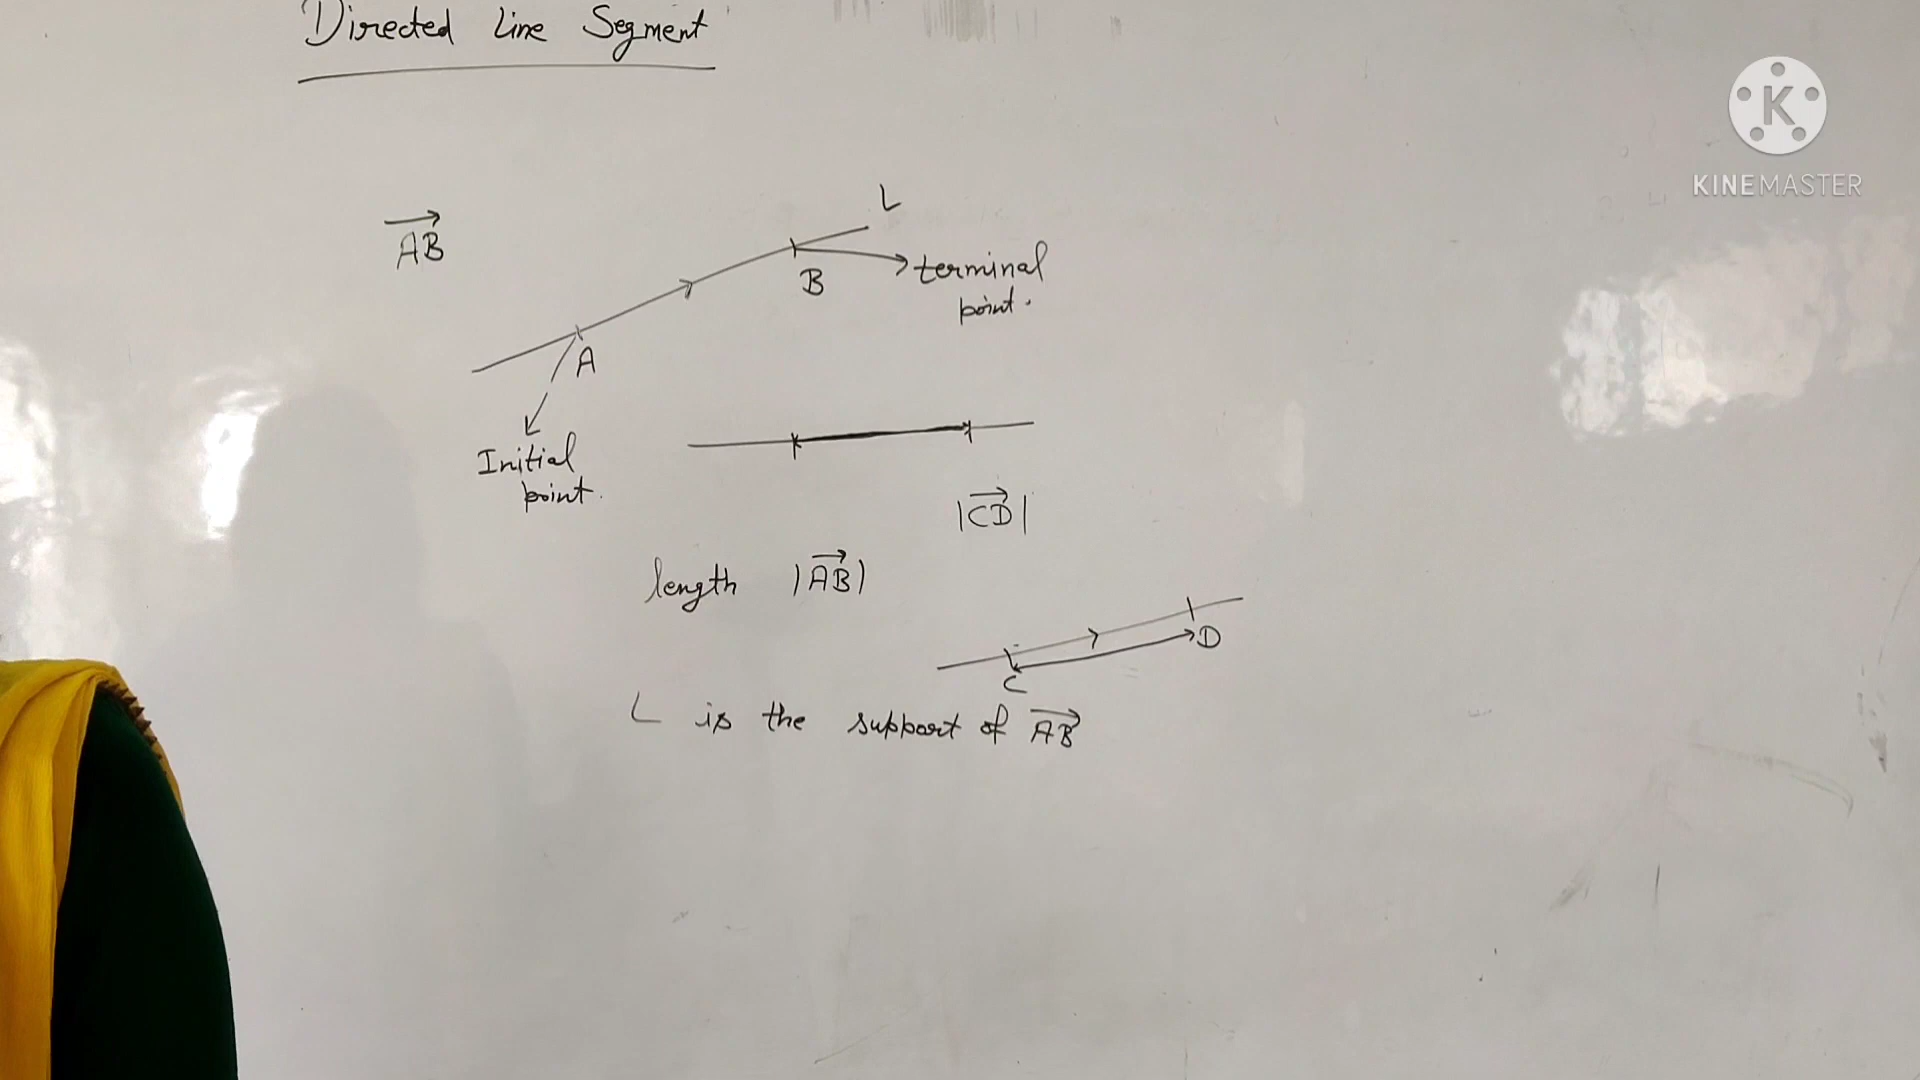 Directed Line Segment
K
KINEMASTER
L
AB
B
terminal
point.
A
Initial
point.
|CD|
length |AB|
D
C
L is the support of AB